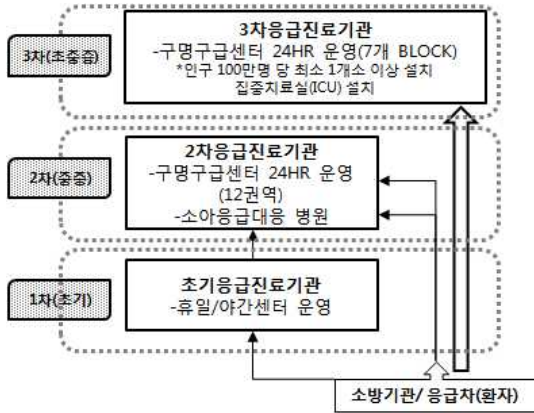 3차응급진료기관
3차(초중증)
-구명구급센터 24HR 운영(7개 BLOCK)
*인구 100만명 당 최소 1개소 이상 설치
집중치료실(ICU) 설치
2차응급진료기관
2차(중증)
-구명구급센터 24HR 운영
(12권역)
-소아응급대응 병원
초기응급진료기관
1차(초기)
-휴일/야간센터 운영
소방기관/ 응급차(환자)